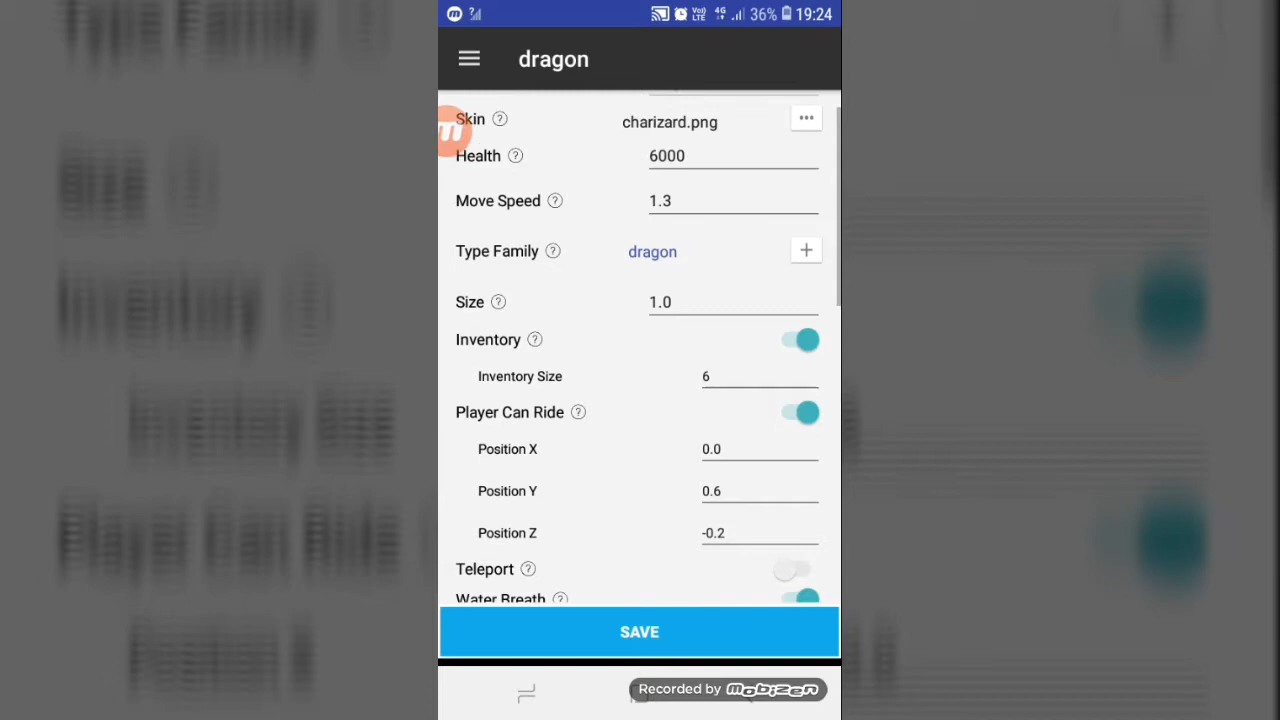 36% 19:24
dragon
Skin ? charizard.png ...
Health ? 6000
Move Speed ? 1.3
Type Family ? dragon +
Size ? 1.0
Inventory ?
Inventory Size 6
Player Can Ride ?
Position X 0.0
Position Y 0.6
Position Z -0.2
Teleport ?
Water Breath ?
SAVE
Recorded by mobizen